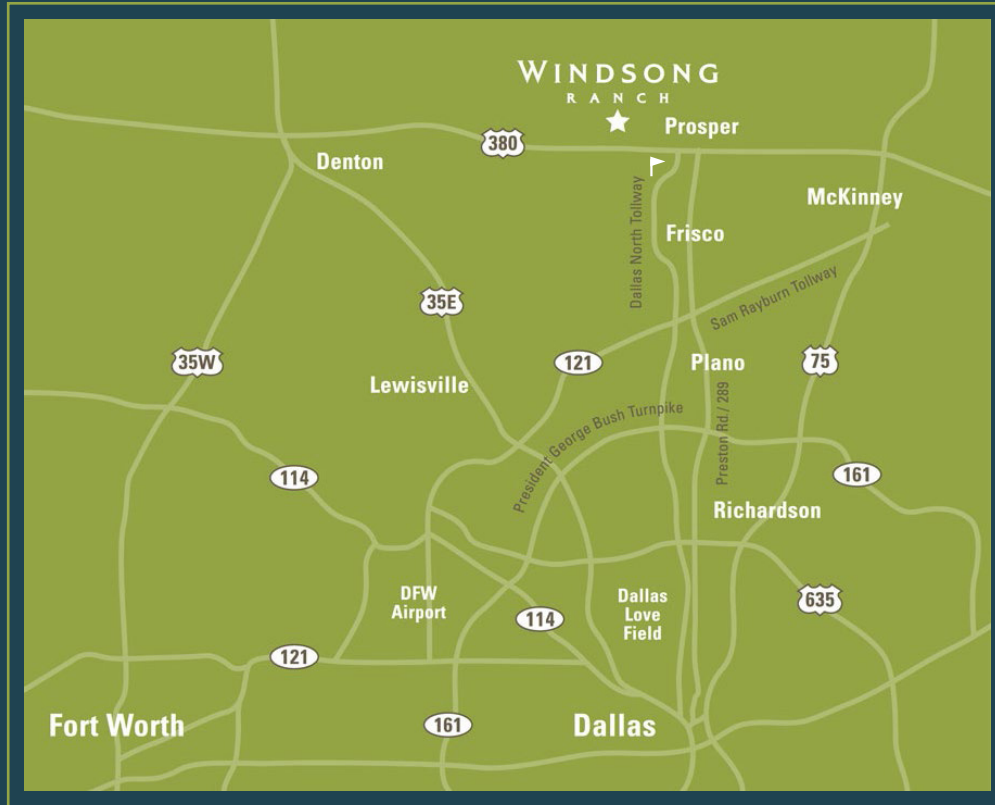 WINDSONG
RANCH
Prosper
380
Denton
McKinney
Dallas North Tollway
Frisco
Sam Rayburn Tollway
35E
35W
121
Plano
75
Lewisville
Preston Rd./ 289
President George Bush Turnpike
114
161
Richardson
DFW
Airport
114
Dallas
Love
Field
635
121
Fort Worth
161
Dallas